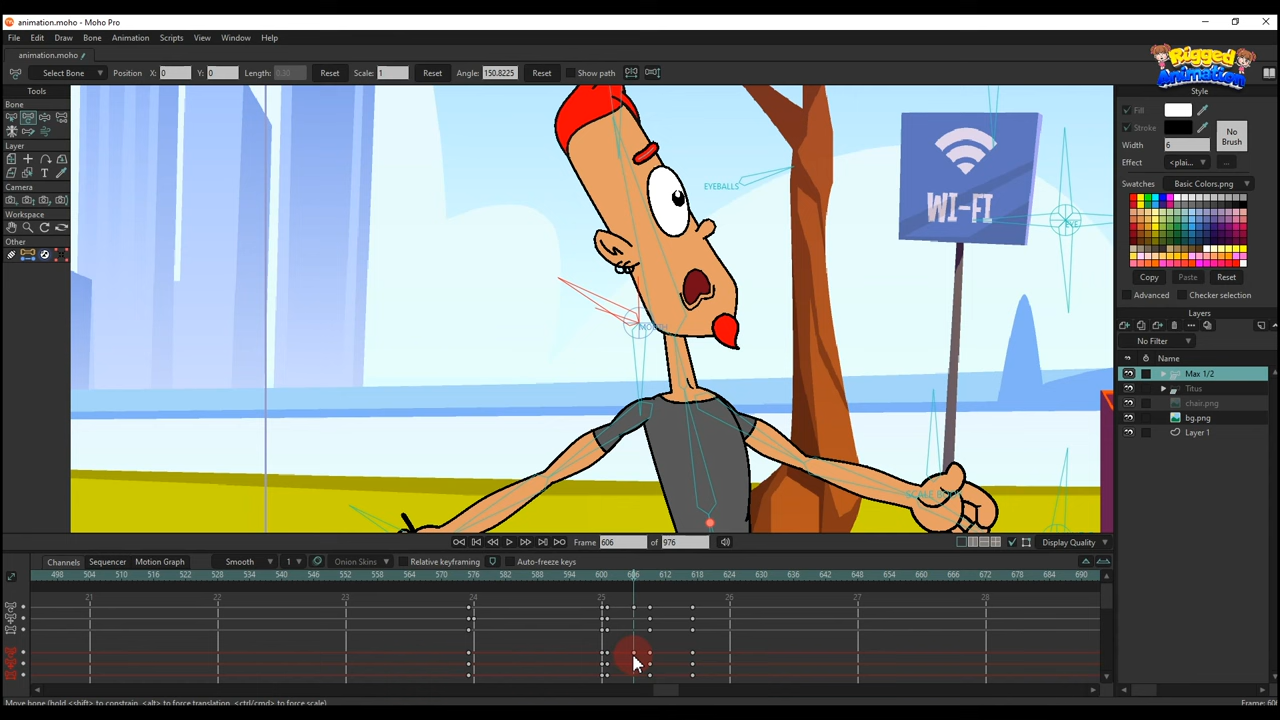 animation.moho - Moho Pro
File Edit Draw Bone Animation Scripts View Window Help
animation.moho
Rigged Animation
Select Bone Position X: 0 Y: 0 Length: 0.30 Reset Scale: 1 Reset Angle: 150.8225 Reset Show path
Tools
Bone
Layer
Camera
Workspace
Other
EYEBALLS
WI-FI
EYE
SCALE BODY
Style
Fill
Stroke
No Brush
Width 6
Effect <plai... ...
Swatches Basic Colors.png
Copy Paste Reset
Advanced Checker selection
Layers
No Filter
Name
Max 1/2
Titus
chair.png
bg.png
Layer 1
Frame 606 of 976 Display Quality
Channels Sequencer Motion Graph Smooth 1 Onion Skins Relative keyframing Auto-freeze keys
498 504 510 516 522 528 534 540 546 552 558 564 570 576 582 588 594 600 606 612 618 624 630 636 642 648 654 660 666 672 678 684 690
21 22 23 24 25 26 27 28
Move bone (hold <shift> to constrain, <alt> to force translation, <ctrl/cmd> to force scale)